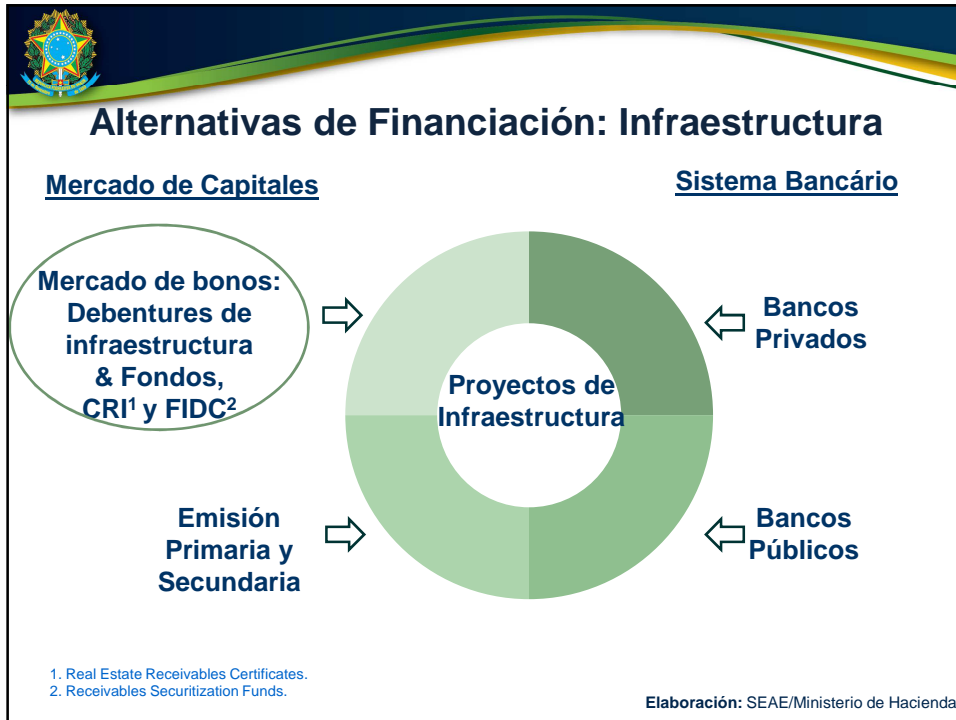 Alternativas de Financiación: Infraestructura
Mercado de Capitales
Sistema Bancário
Mercado de bonos:
Debentures de
infraestructura
& Fondos,
CRI¹ y FIDC²
Bancos
Privados
Proyectos de
Infraestructura
Emisión
Primaria y
Secundaria
Bancos
Públicos
1. Real Estate Receivables Certificates.
2. Receivables Securitization Funds.
Elaboración: SEAE/Ministerio de Hacienda